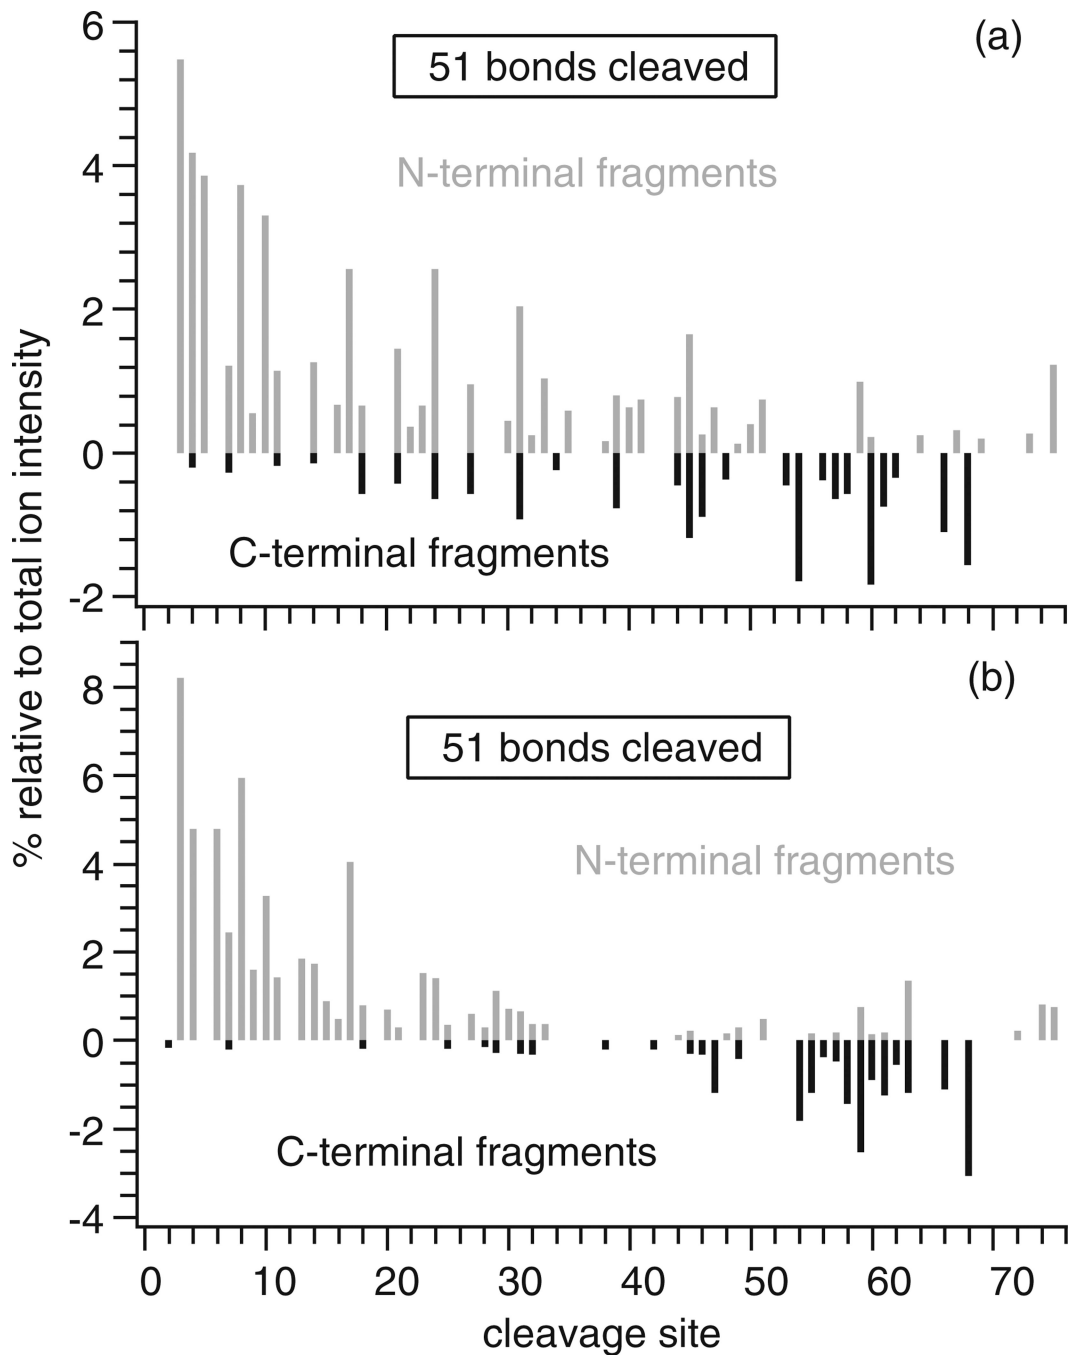 (a)
51 bonds cleaved
N-terminal fragments
C-terminal fragments
6
4
2
0
-2
% relative to total ion intensity
(b)
51 bonds cleaved
N-terminal fragments
C-terminal fragments
8
6
4
2
0
-2
-4
0 10 20 30 40 50 60 70
cleavage site